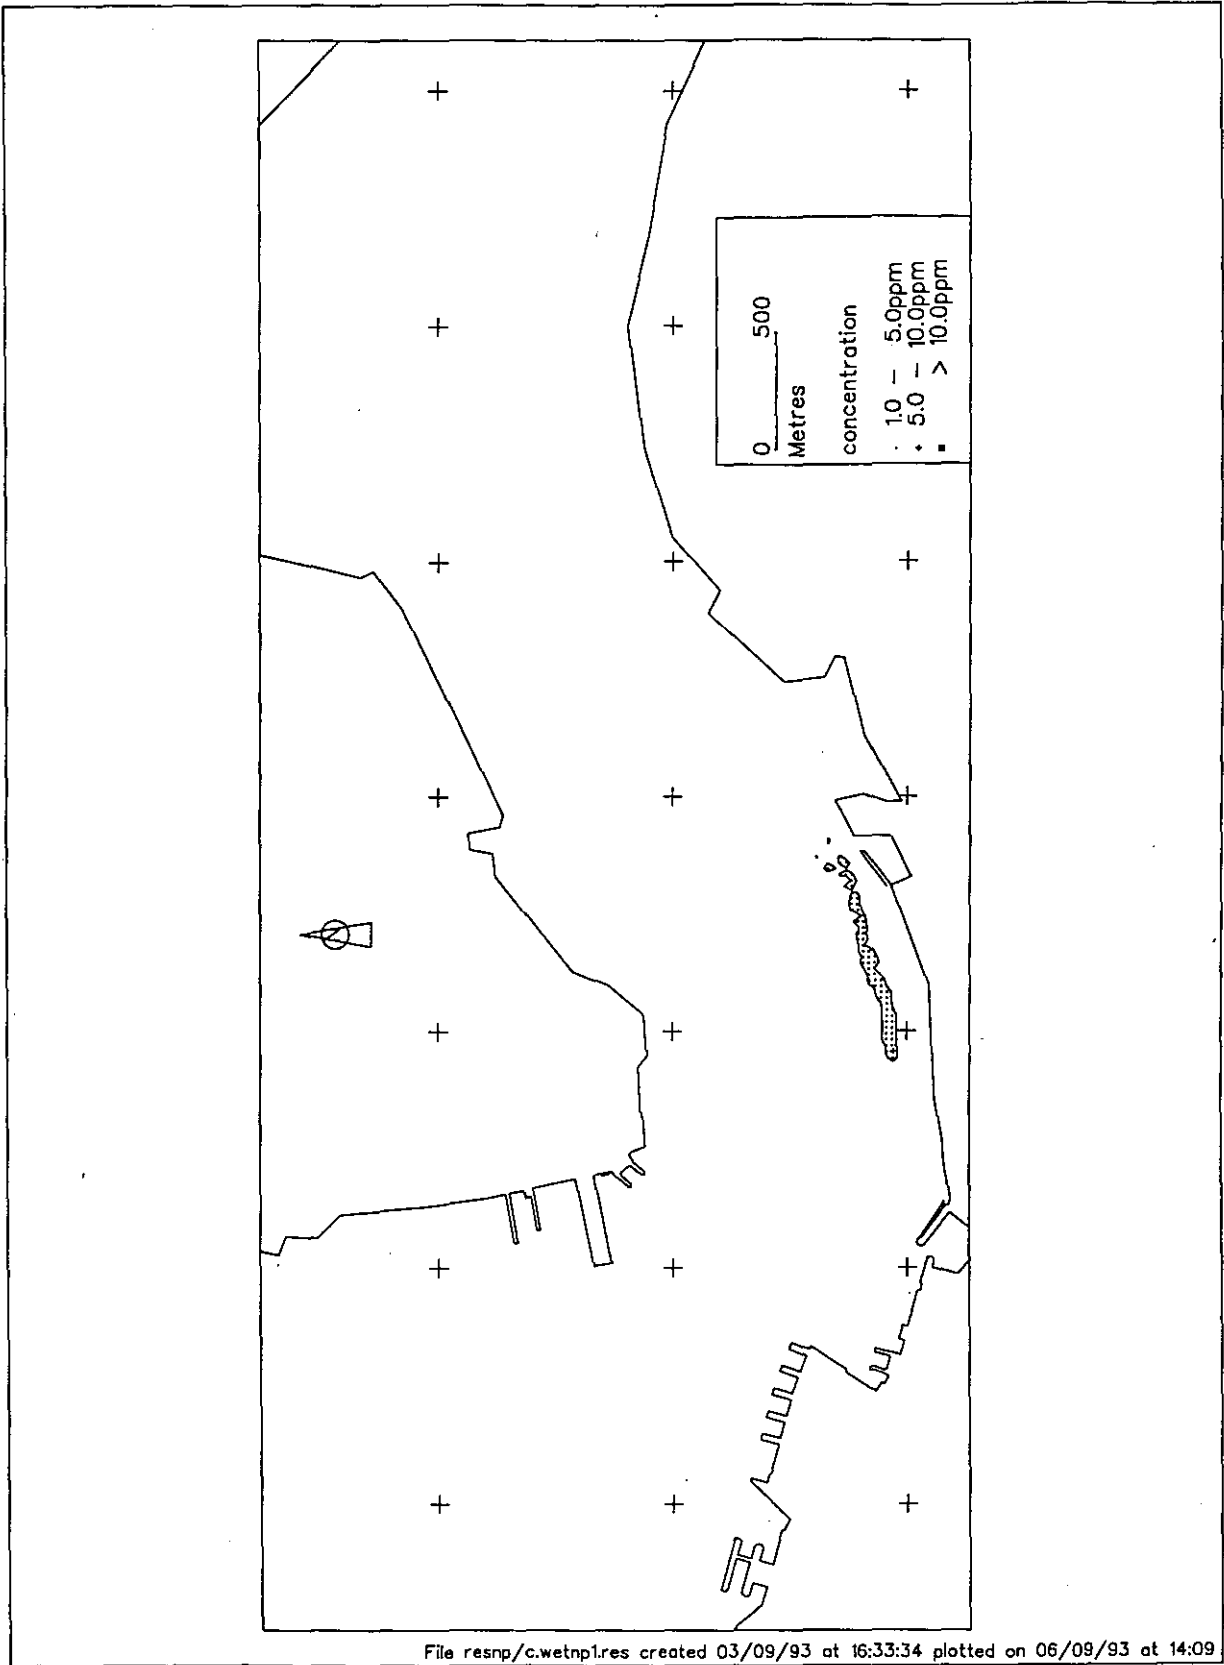 N
0 500
Metres
concentration
· 1.0 – 5.0ppm
+ 5.0 – 10.0ppm
▪ > 10.0ppm
File resnp/c.wetnp1.res created 03/09/93 at 16:33:34 plotted on 06/09/93 at 14:09